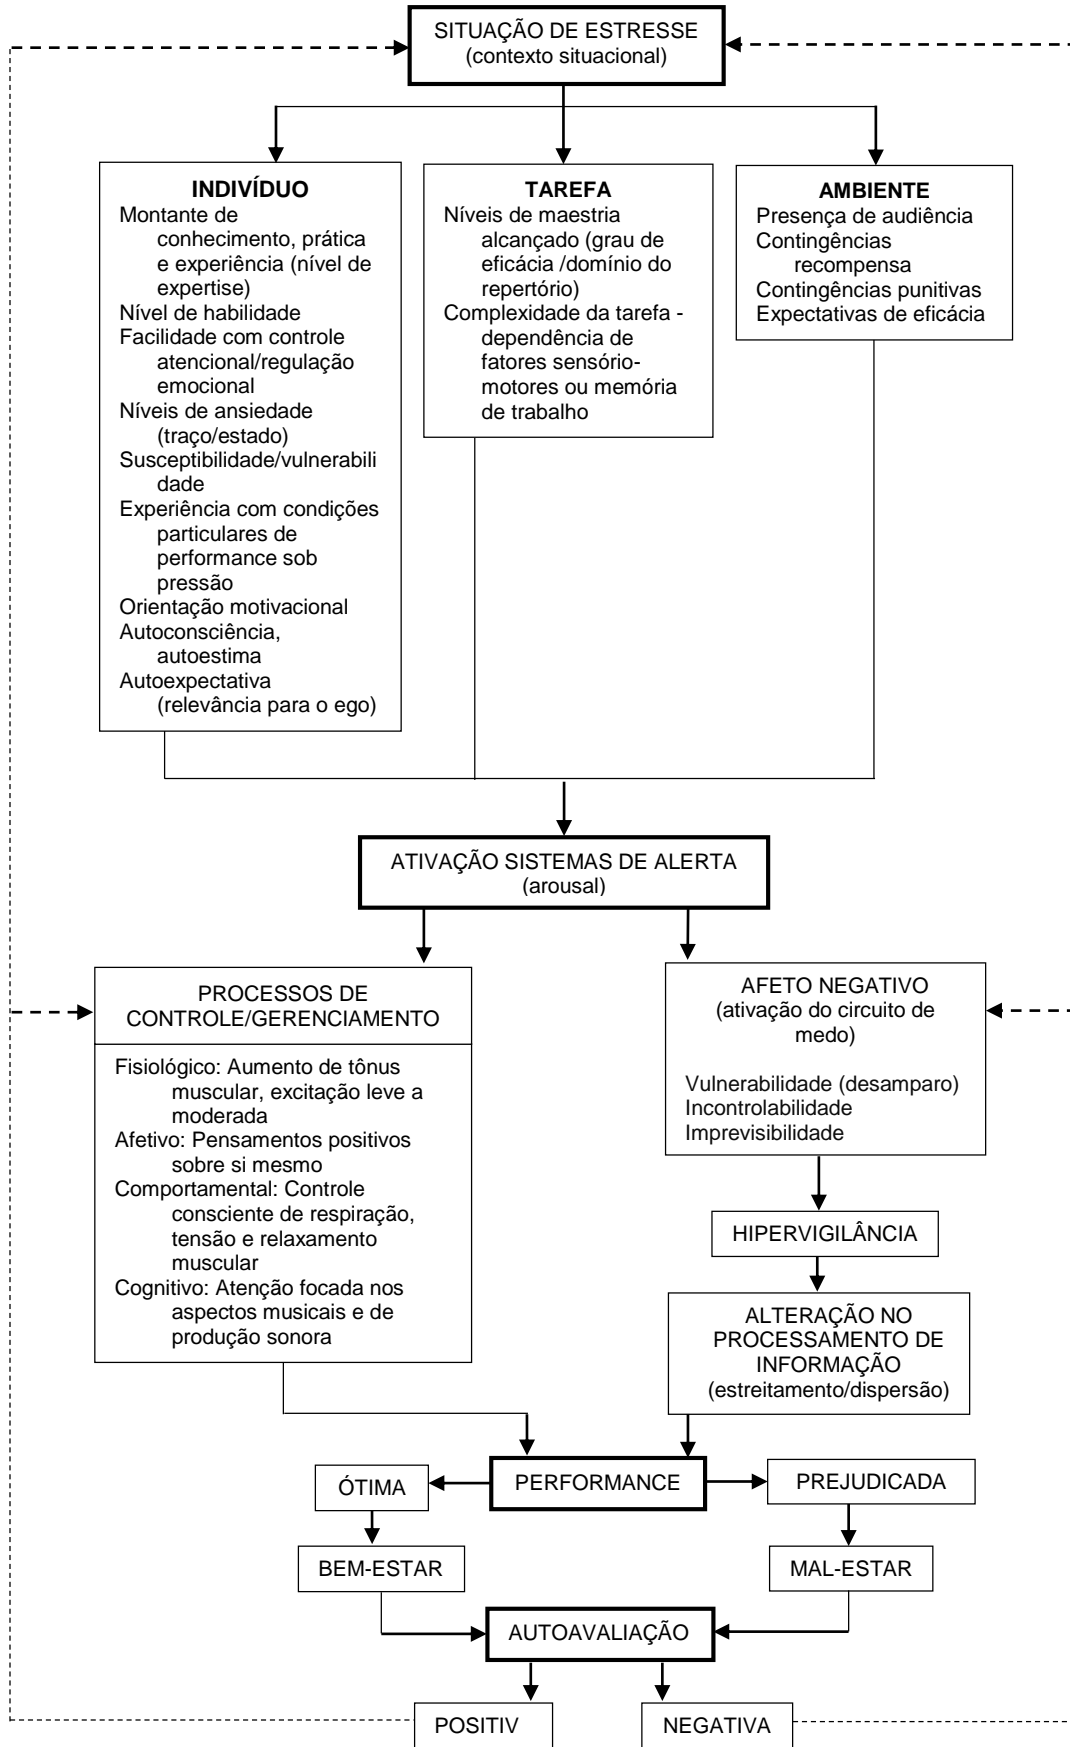 SITUAÇÃO DE ESTRESSE
(contexto situacional)
INDIVÍDUO
Montante de
conhecimento, prática
e experiência (nível de
expertise)
Nível de habilidade
Facilidade com controle
atencional/regulação
emocional
Níveis de ansiedade
(traço/estado)
Susceptibilidade/vulnerabili
dade
Experiência com condições
particulares de
performance sob
pressão
Orientação motivacional
Autoconsciência,
autoestima
Autoexpectativa
(relevância para o ego)
TAREFA
Níveis de maestria
alcançado (grau de
eficácia /domínio do
repertório)
Complexidade da tarefa -
dependência de
fatores sensório-
motores ou memória
de trabalho
AMBIENTE
Presença de audiência
Contingências
recompensa
Contingências punitivas
Expectativas de eficácia
ATIVAÇÃO SISTEMAS DE ALERTA
(arousal)
PROCESSOS DE
CONTROLE/GERENCIAMENTO
Fisiológico: Aumento de tônus
muscular, excitação leve a
moderada
Afetivo: Pensamentos positivos
sobre si mesmo
Comportamental: Controle
consciente de respiração,
tensão e relaxamento
muscular
Cognitivo: Atenção focada nos
aspectos musicais e de
produção sonora
AFETO NEGATIVO
(ativação do circuito de
medo)
Vulnerabilidade (desamparo)
Incontrolabilidade
Imprevisibilidade
HIPERVIGILÂNCIA
ALTERAÇÃO NO
PROCESSAMENTO DE
INFORMAÇÃO
(estreitamento/dispersão)
PERFORMANCE
ÓTIMA
PREJUDICADA
BEM-ESTAR
MAL-ESTAR
AUTOAVALIAÇÃO
POSITIV
NEGATIVA